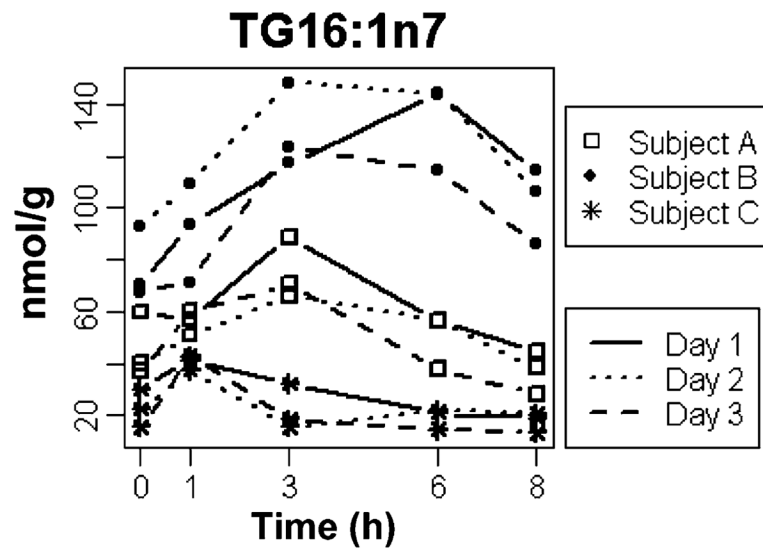 TG16:1n7
nmol/g
140
100
60
20
0 1 3 6 8
Time (h)
Subject A
Subject B
Subject C
Day 1
Day 2
Day 3